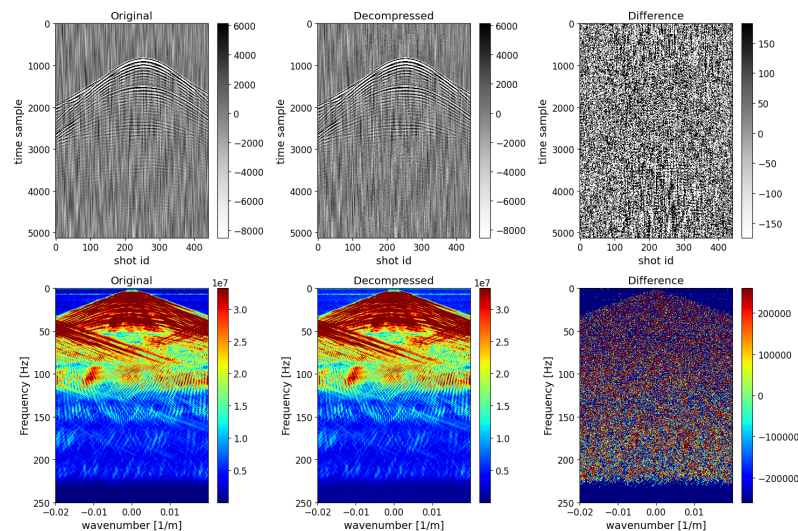 Original
Decompressed
Difference
0
1000
2000
3000
4000
5000
time sample
0 100 200 300 400
shot id
6000
4000
2000
0
−2000
−4000
−6000
−8000
0
1000
2000
3000
4000
5000
time sample
0 100 200 300 400
shot id
6000
4000
2000
0
−2000
−4000
−6000
−8000
0
1000
2000
3000
4000
5000
time sample
0 100 200 300 400
shot id
150
100
50
0
−50
−100
−150
Original
Decompressed
Difference
0
50
100
150
200
250
Frequency [Hz]
−0.02 −0.01 0.00 0.01
wavenumber [1/m]
1e7
3.0
2.5
2.0
1.5
1.0
0.5
0
50
100
150
200
250
Frequency [Hz]
−0.02 −0.01 0.00 0.01
wavenumber [1/m]
1e7
3.0
2.5
2.0
1.5
1.0
0.5
0
50
100
150
200
250
Frequency [Hz]
−0.02 −0.01 0.00 0.01
wavenumber [1/m]
200000
100000
0
−100000
−200000